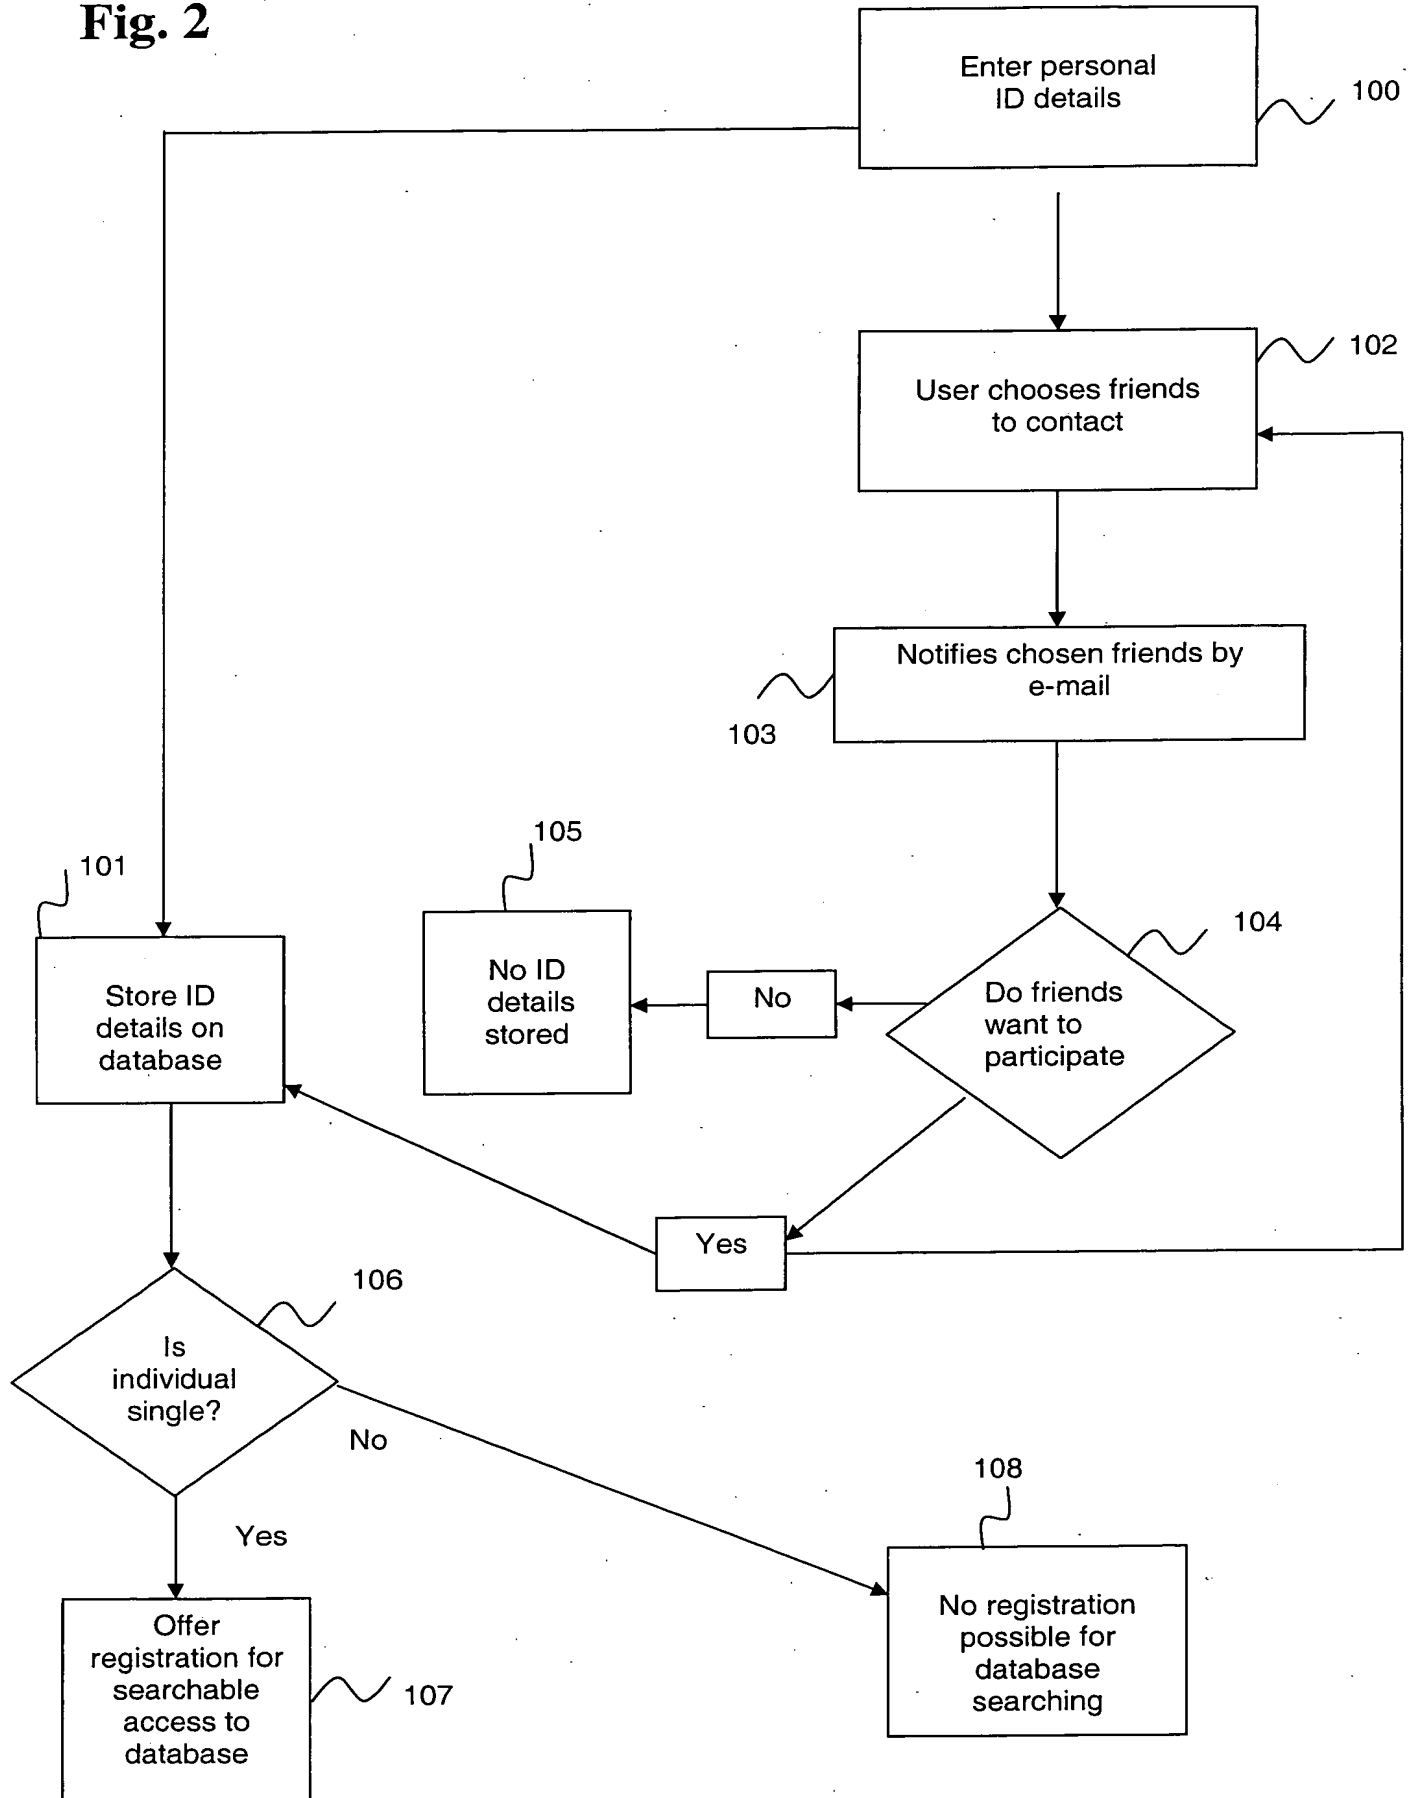 Fig. 2
Enter personal
ID details
100
102
User chooses friends
to contact
Notifies chosen friends by
e-mail
103
105
101
104
No ID
details
stored
No
Do friends
want to
participate
Store ID
details on
database
Yes
106
Is
individual
single?
No
108
Yes
No registration
possible for
database
searching
Offer
registration for
searchable
access to
database
107